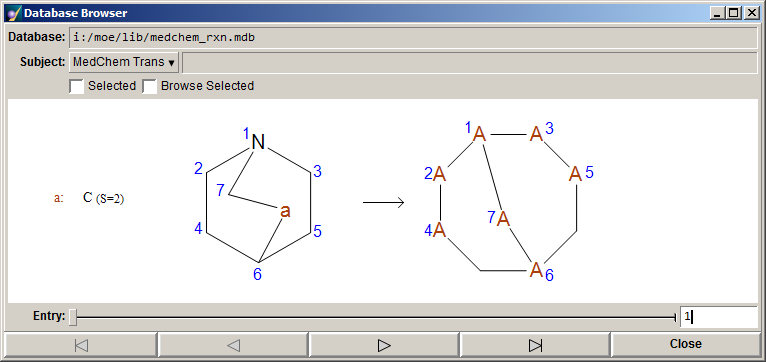 Database Browser
Database: i:/moe/lib/medchem_rxn.mdb
Subject: MedChem Trans
Selected Browse Selected
1 N 1 A A 3
2 3 2 A A 5
7
a: C (S=2) a 7 A
4 5 4 A
6 A 6
Entry: 1
Close